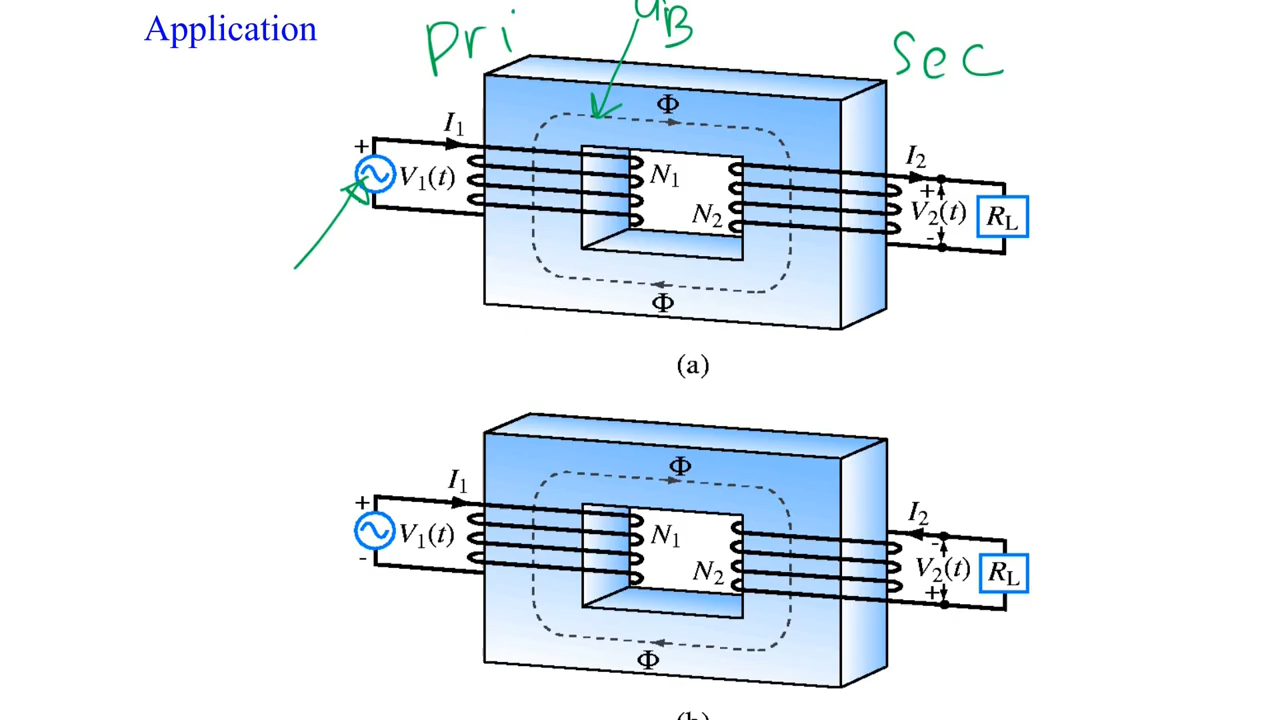 Application
pri
B
Sec
Φ
I1
I2
+
V1(t)
N1
N2
+
V2(t)
-
RL
Φ
(a)
Φ
I1
I2
+
V1(t)
-
N1
N2
-
V2(t)
+
RL
Φ